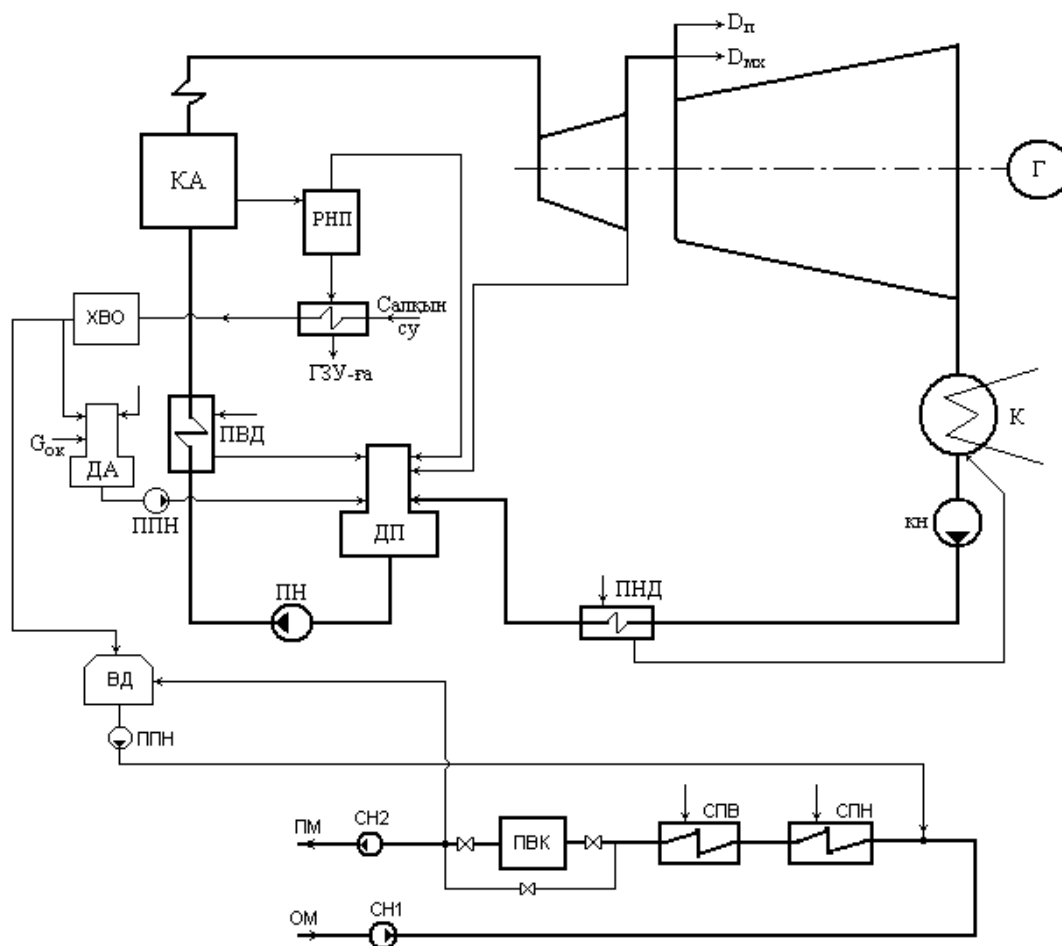 Dп
Dмх
КА
РНП
Г
ХВО
Салқын
су
ГЗУ-ға
ПВД
К
Gок
ДА
ППН
ДП
кн
ПН
ПНД
ВД
ППН
ПМ
СН2
ПВК
СПВ
СПН
ОМ
СН1